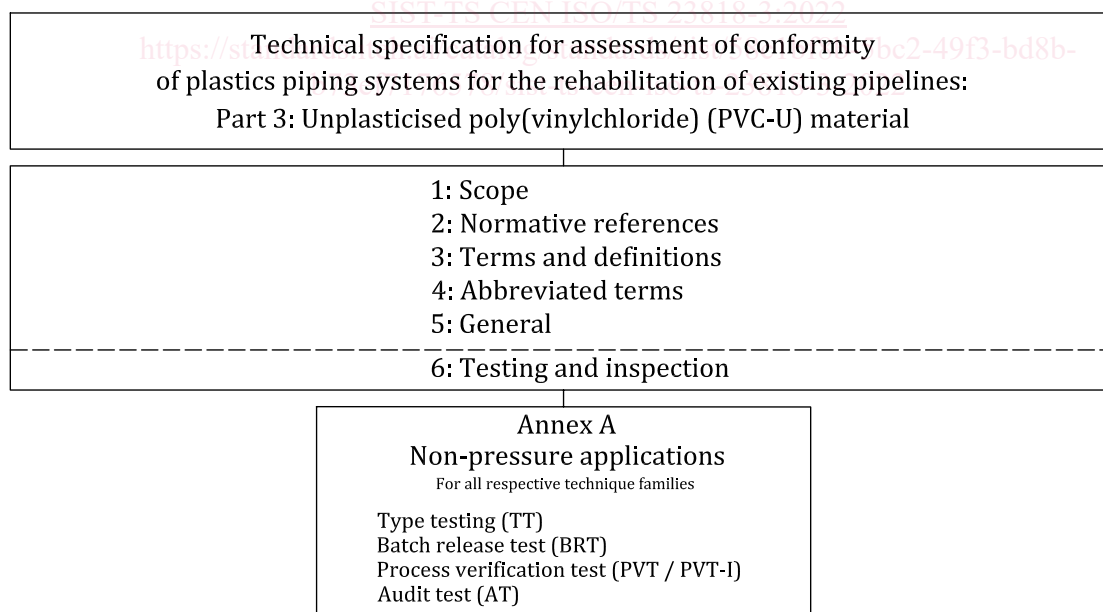 SIST-TS CEN ISO/TS 23818-3:2022
Technical specification for assessment of conformity
of plastics piping systems for the rehabilitation of existing pipelines:
Part 3: Unplasticised poly(vinylchloride) (PVC-U) material
1: Scope
2: Normative references
3: Terms and definitions
4: Abbreviated terms
5: General
6: Testing and inspection
Annex A
Non-pressure applications
For all respective technique families
Type testing (TT)
Batch release test (BRT)
Process verification test (PVT / PVT-I)
Audit test (AT)